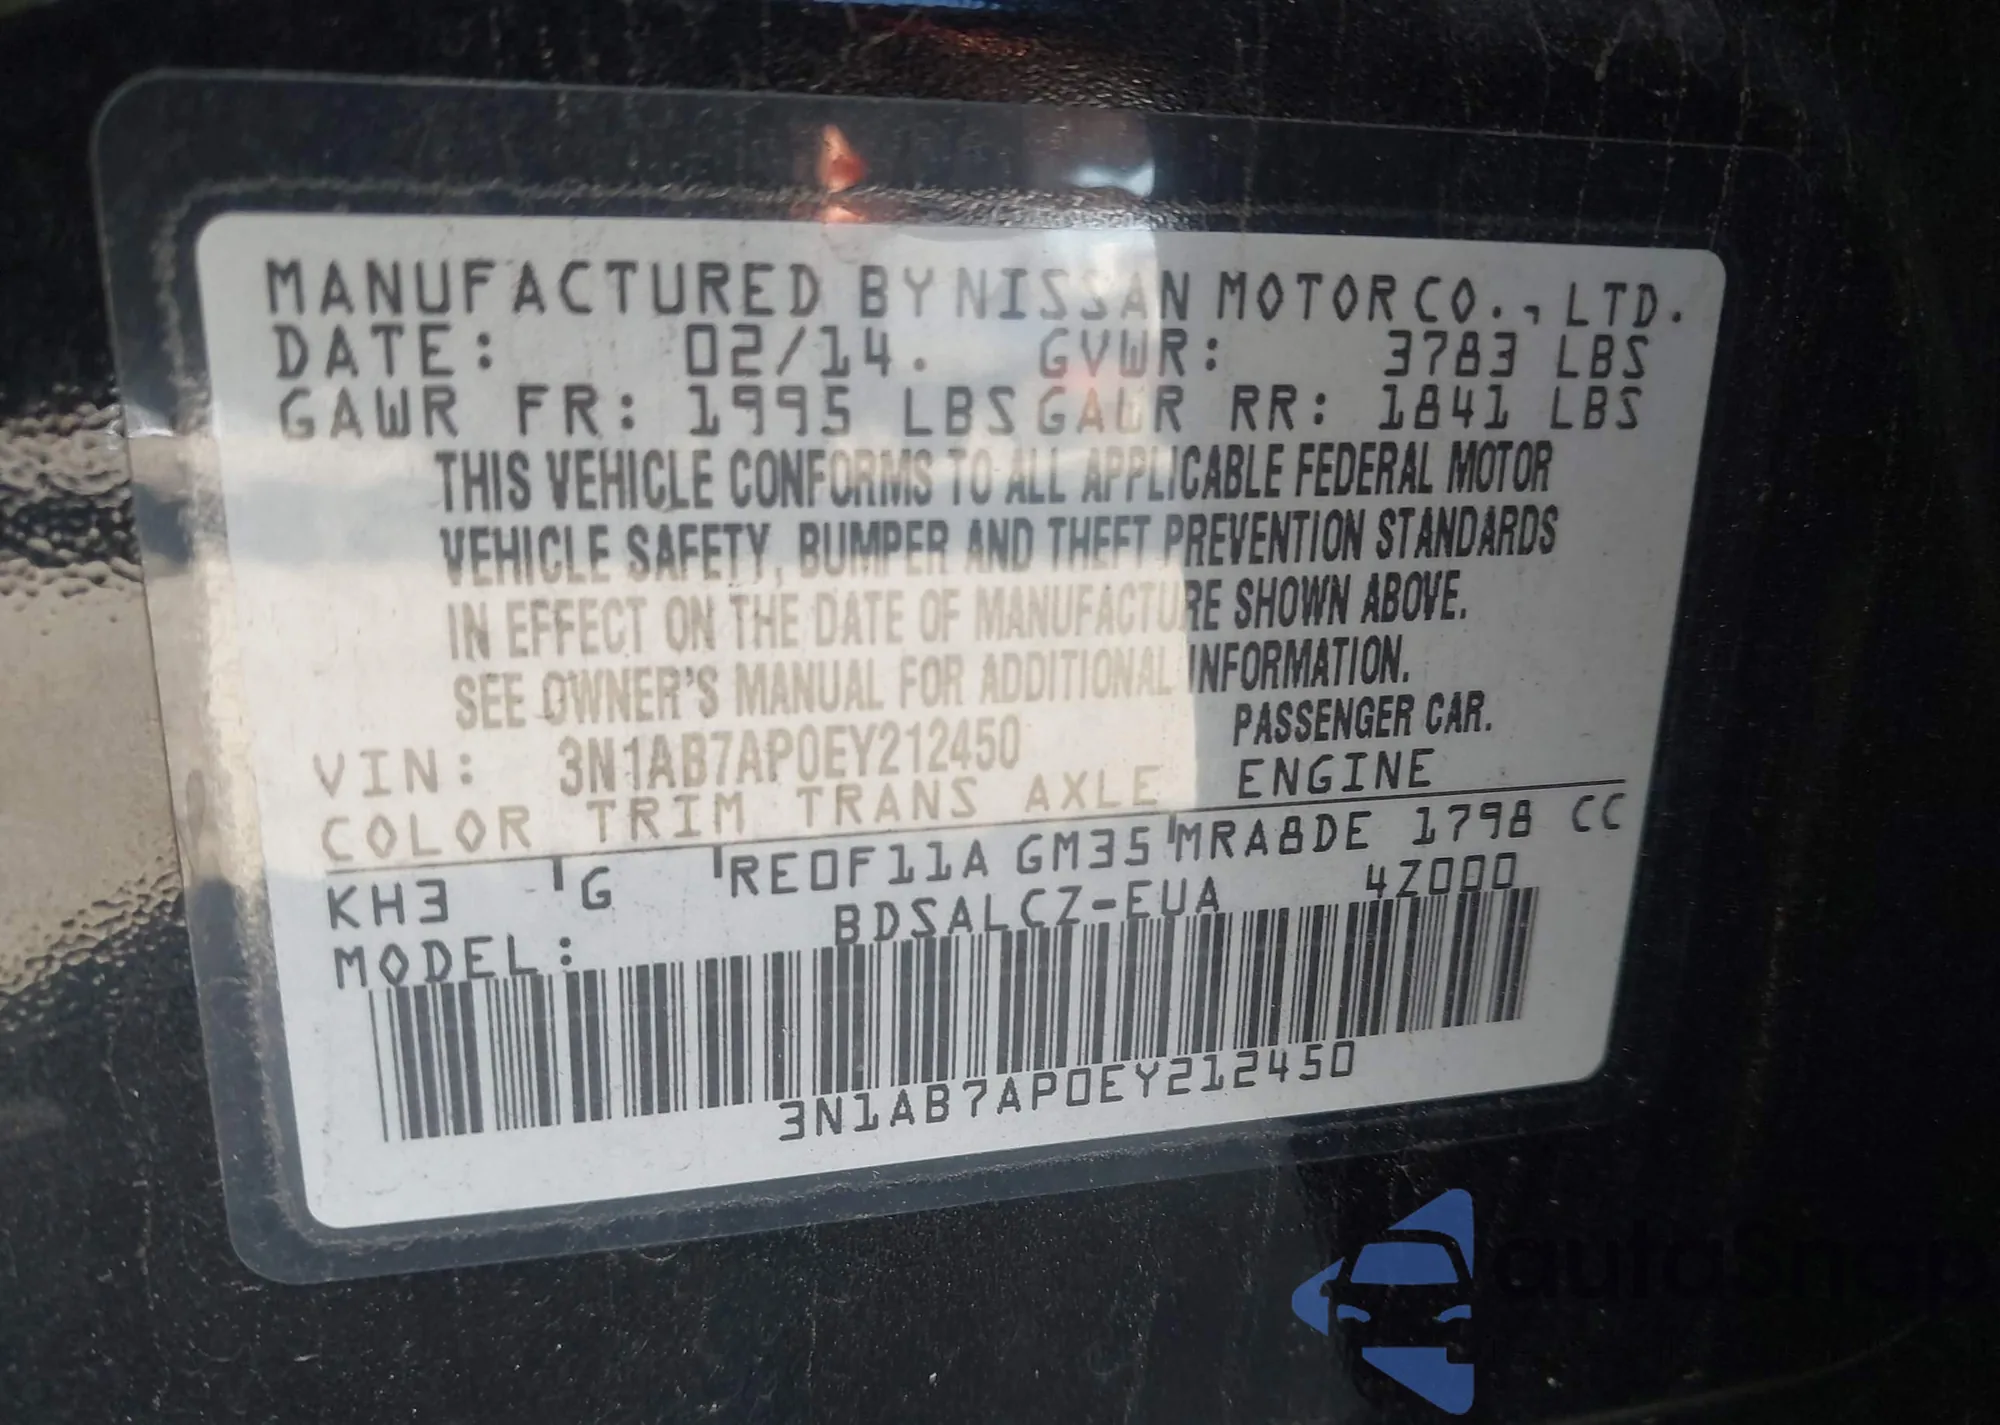 MANUFACTURED BY NISSAN MOTOR CO., LTD.
DATE: 02/14. GVWR: 3783 LBS
GAWR FR: 1995 LBS GAWR RR: 1841 LBS
THIS VEHICLE CONFORMS TO ALL APPLICABLE FEDERAL MOTOR
VEHICLE SAFETY, BUMPER AND THEFT PREVENTION STANDARDS
IN EFFECT ON THE DATE OF MANUFACTURE SHOWN ABOVE.
SEE OWNER'S MANUAL FOR ADDITIONAL INFORMATION.
PASSENGER CAR.
VIN: 3N1AB7AP0EY212450
COLOR TRIM TRANS AXLE ENGINE
KH3 G RE0F11A GM35 MRA8DE 1798 CC
MODEL: BDSALCZ-EUA 4Z000
3N1AB7AP0EY212450
autosnap